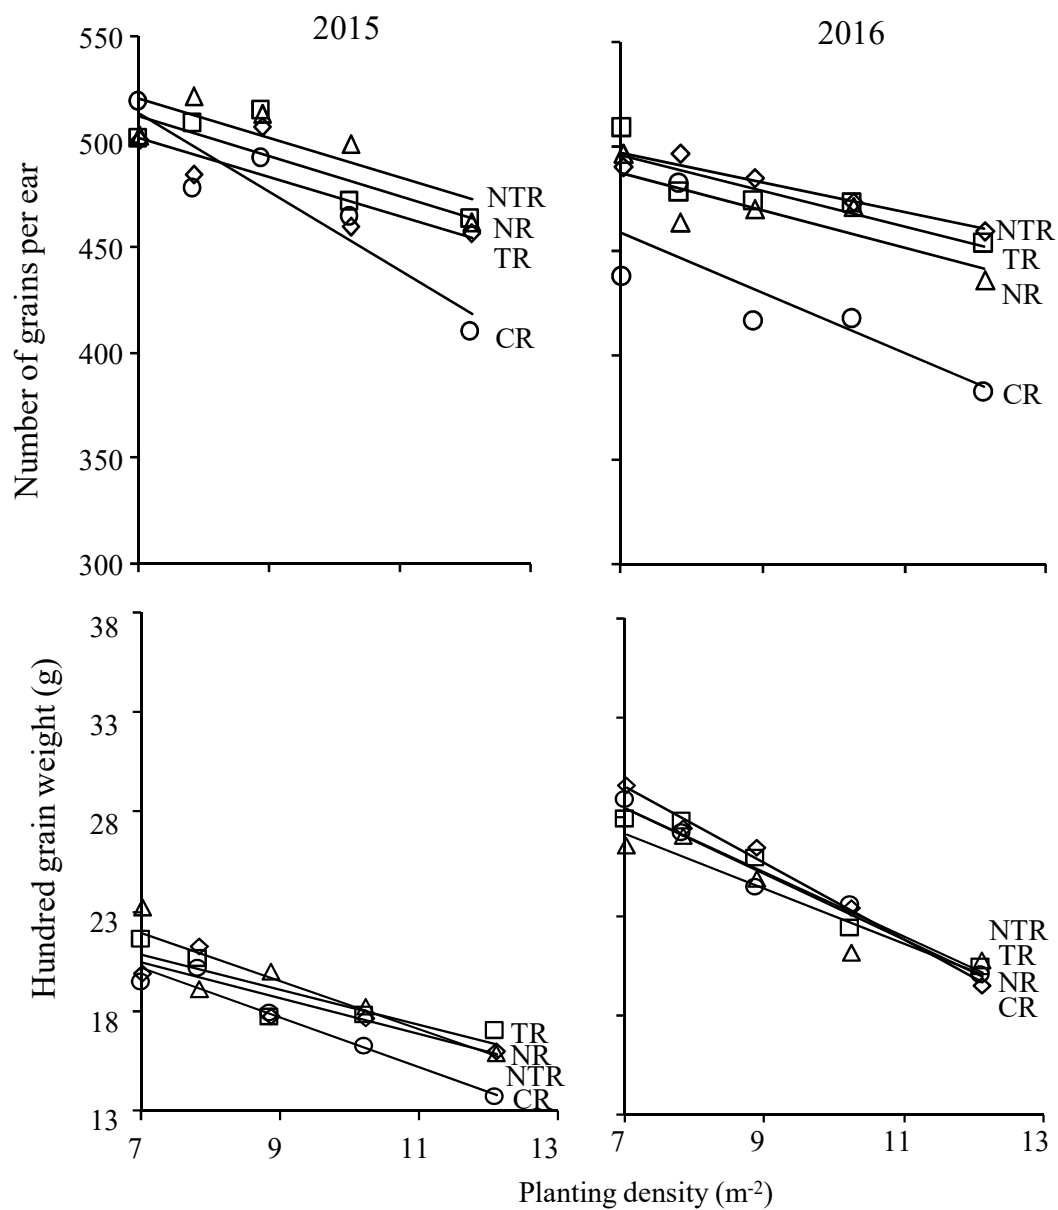 2015
2016
550
500
450
400
350
300
Number of grains per ear
NTR
NR
TR
CR
NTR
TR
NR
CR
38
33
28
23
18
13
Hundred grain weight (g)
TR
NR
NTR
CR
NTR
TR
NR
CR
7 9 11 13
7 9 11 13
Planting density (m-2)